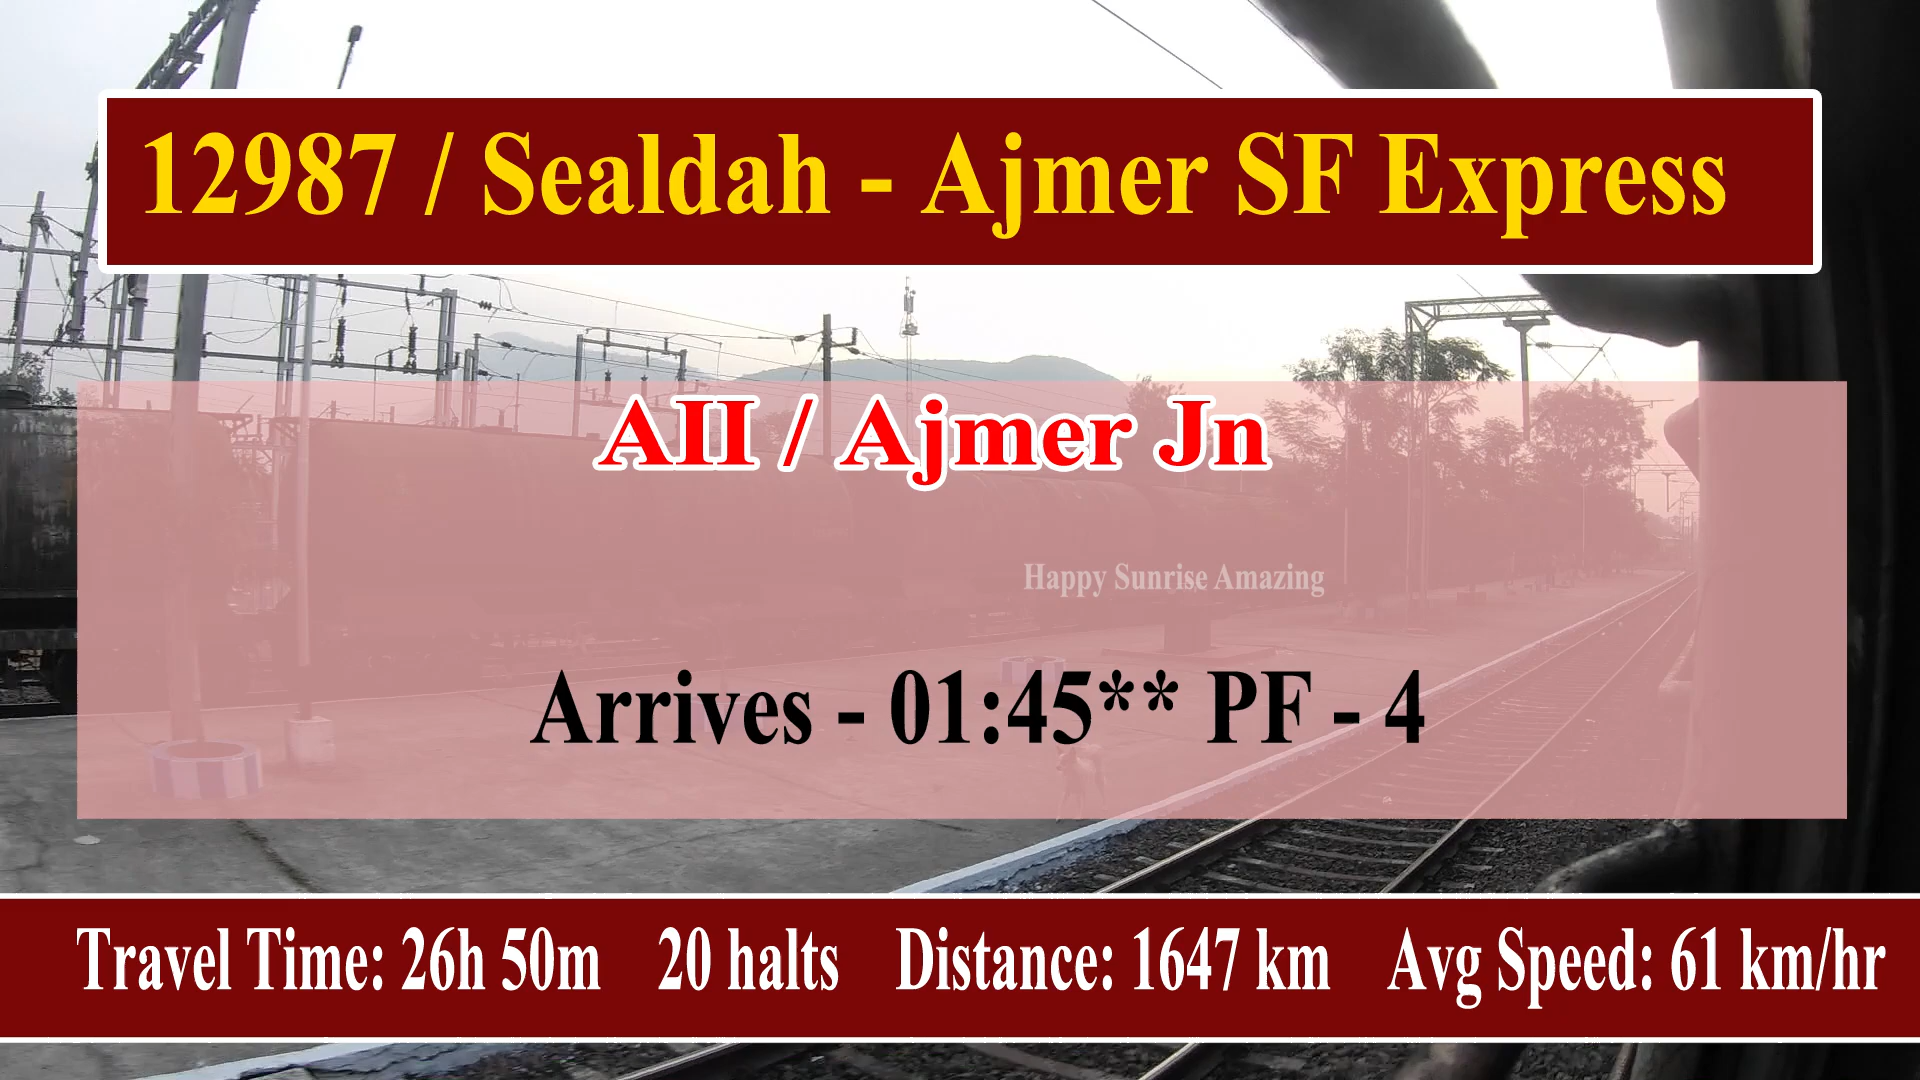 12987 / Sealdah - Ajmer SF Express
AII / Ajmer Jn
Happy Sunrise Amazing
Arrives - 01:45** PF - 4
Travel Time: 26h 50m 20 halts Distance: 1647 km Avg Speed: 61 km/hr